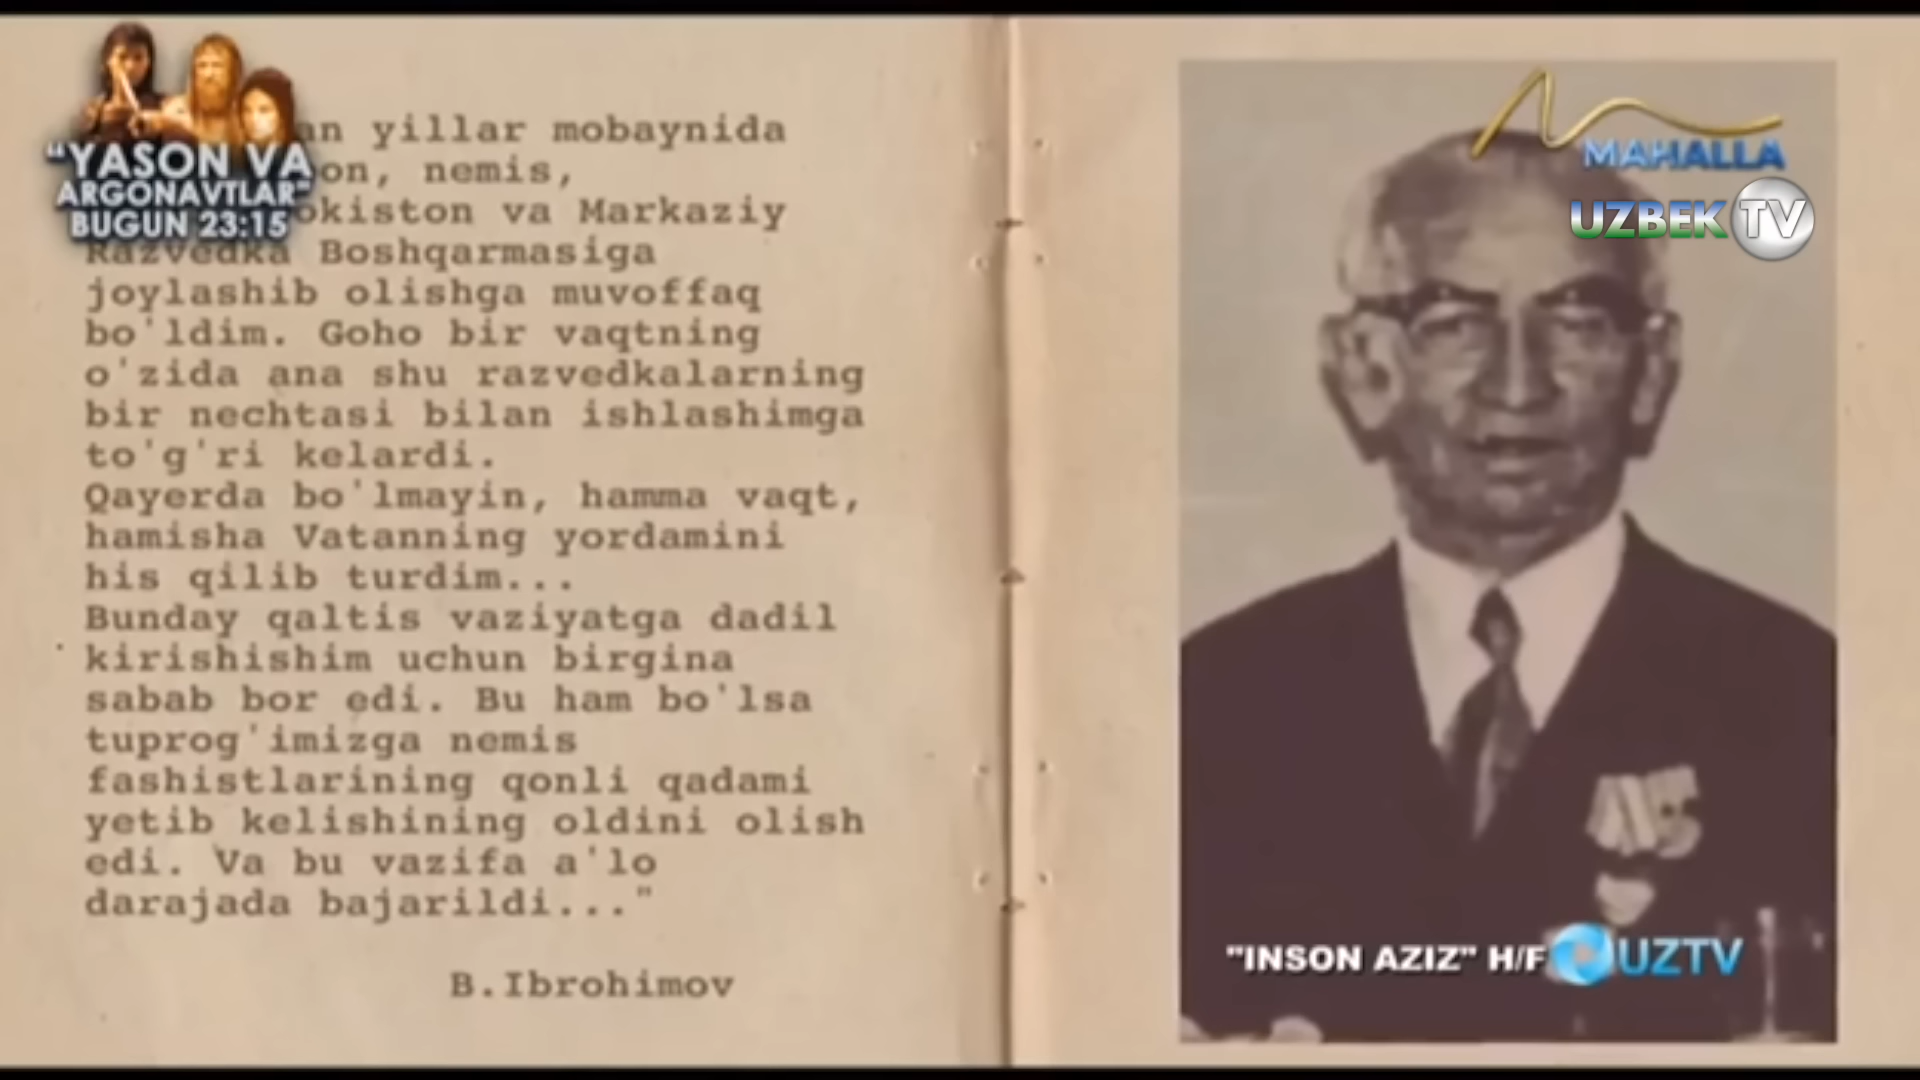 an yillar mobaynida
nemis,
va Markaziy
Razvedka Boshqarmasiga
joylashib olishga muvoffaq
bo'ldim. Goho bir vaqtning
o'zida ana shu razvedkalarning
bir nechtasi bilan ishlashimga
to'g'ri kelardi.
Qayerda bo'lmayin, hamma vaqt,
hamisha Vatanning yordamini
his qilib turdim...
Bunday qaltis vaziyatga dadil
kirishishim uchun birgina
sabab bor edi. Bu ham bo'lsa
tuprog'imizga nemis
fashistlarining qonli qadami
yetib kelishining oldini olish
edi. Va bu vazifa a'lo
darajada bajarildi..."
B.Ibrohimov
"YASON VA
ARGONAVTLAR"
BUGUN 23:15
MAHALLA
UZBEK TV
"INSON AZIZ" H/F
UZTV